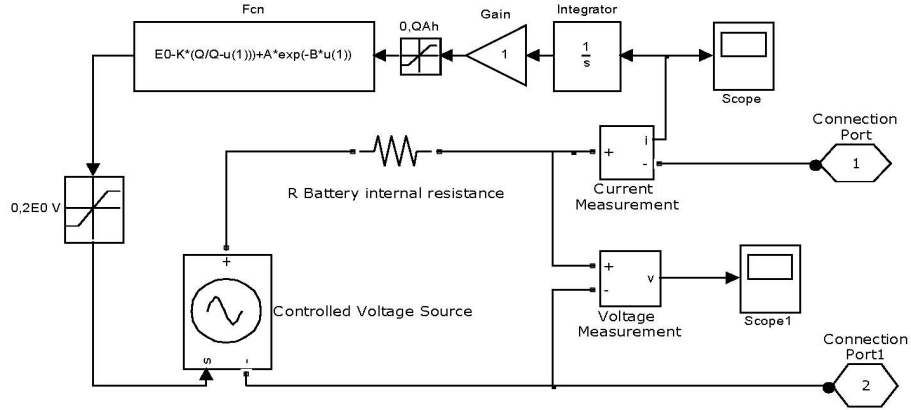 Fcn
0,QAh
Gain
Integrator
E0-K*(Q/Q-u(1)))+A*exp(-B*u(1))
1
1
s
Scope
Connection
Port
1
i
+
-
Current
Measurement
R Battery internal resistance
0,2E0 V
+
Controlled Voltage Source
s
-
+
-
v
Voltage
Measurement
Scope1
Connection
Port1
2